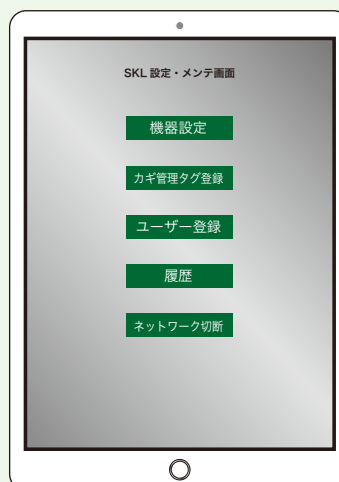 SKL 設定・メンテ画面
機器設定
カギ管理タグ登録
ユーザー登録
履歴
ネットワーク切断